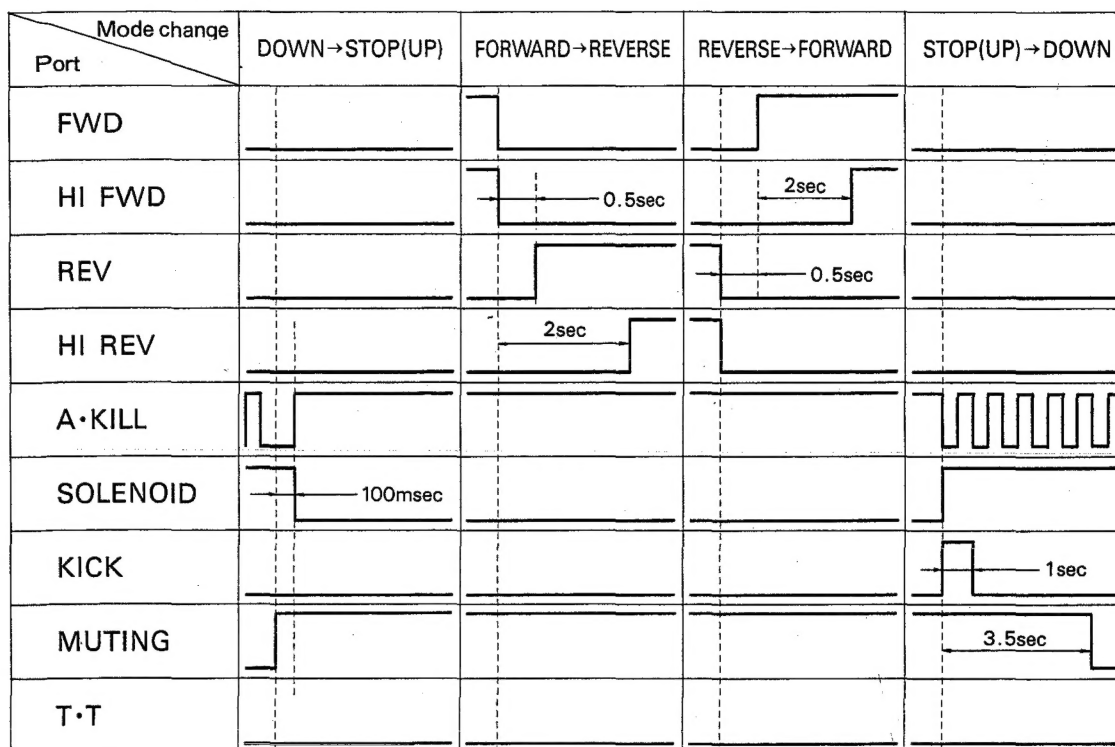 Mode change
Port
DOWN→STOP(UP)
FORWARD→REVERSE
REVERSE→FORWARD
STOP(UP)→DOWN
FWD
HI FWD
0.5sec
2sec
REV
0.5sec
HI REV
2sec
A·KILL
SOLENOID
100msec
KICK
1sec
MUTING
3.5sec
T·T